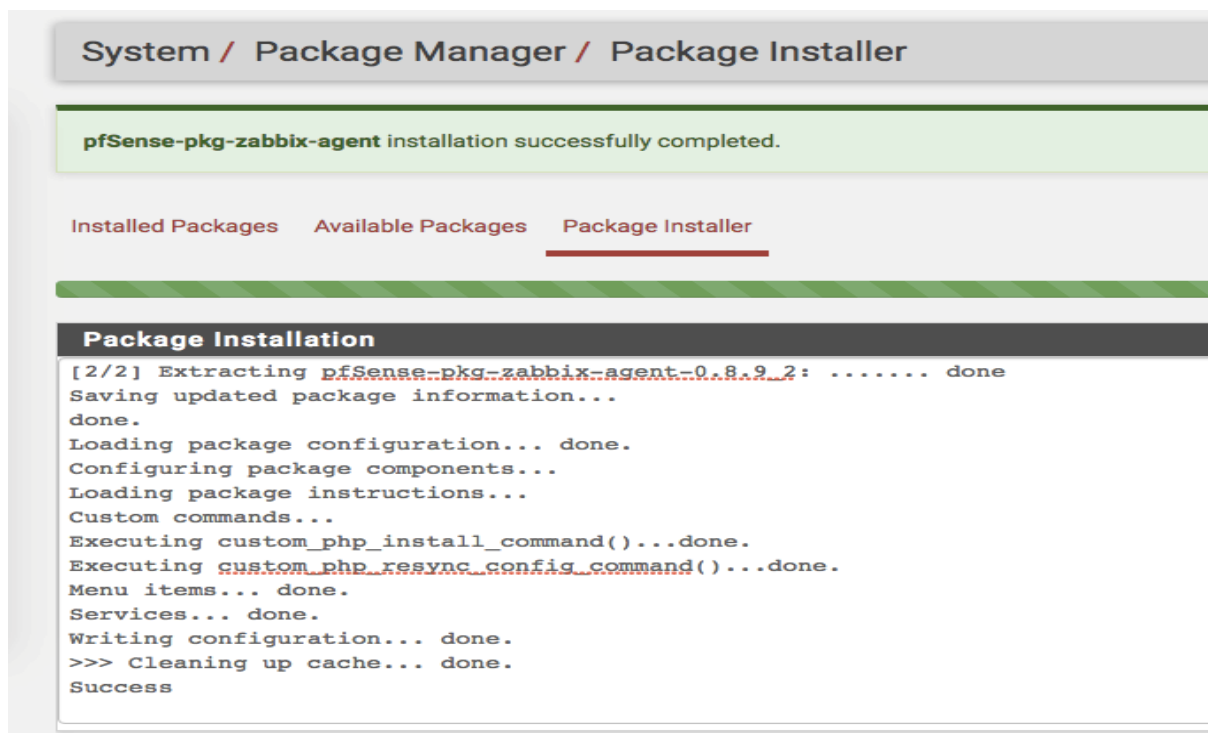 System / Package Manager / Package Installer
pfSense-pkg-zabbix-agent installation successfully completed.
Installed Packages Available Packages Package Installer
Package Installation
[2/2] Extracting pfSense-pkg-zabbix-agent-0.8.9_2: ....... done
Saving updated package information...
done.
Loading package configuration... done.
Configuring package components...
Loading package instructions...
Custom commands...
Executing custom_php_install_command()...done.
Executing custom_php_resync_config_command()...done.
Menu items... done.
Services... done.
Writing configuration... done.
>>> Cleaning up cache... done.
Success